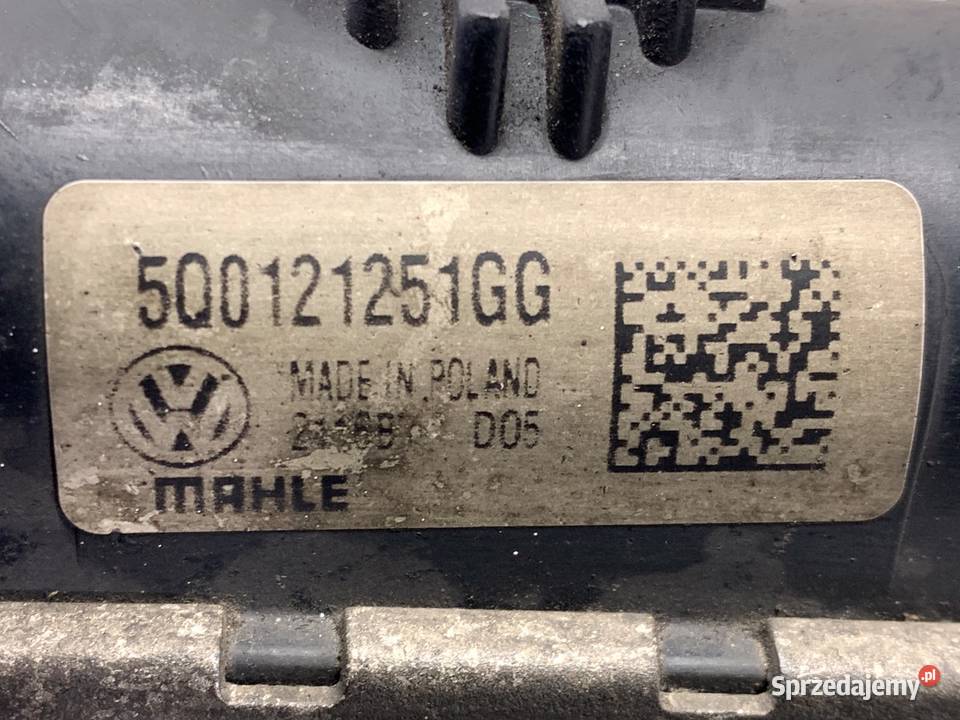 5Q0121251GG
MADE IN POLAND
D05
MAHLE
Sprzedajemy.pl